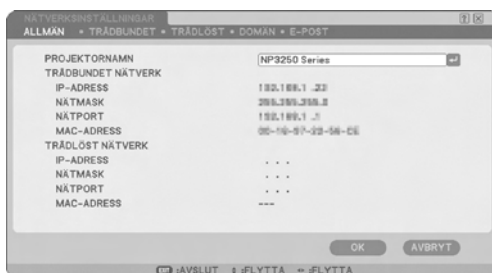 NÄTVERKSINSTÄLLNINGAR
ALLMÄN • TRÅDBUNDET • TRÅDLÖST • DOMÄN • E-POST
PROJEKTORNAMN NP3250 Series
TRÅDBUNDET NÄTVERK
IP-ADRESS
NÄTMASK
NÄTPORT
MAC-ADRESS
TRÅDLÖST NÄTVERK
IP-ADRESS . . .
NÄTMASK . . .
NÄTPORT . . .
MAC-ADRESS ---
OK AVBRYT
EXIT :AVSLUT ↕ :FLYTTA ↔ :FLYTTA